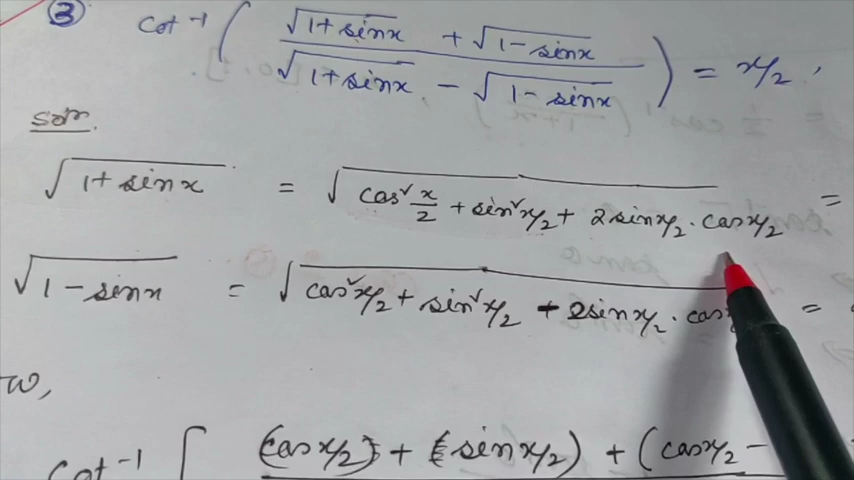 ③ cot⁻¹ ( (√(1+sinx) + √(1-sinx)) / (√(1+sinx) - √(1-sinx)) ) = x/2,
Soln.
√(1+sinx) = √(cos²x/2 + sin²x/2 + 2sinx/2·cosx/2) =
√(1-sinx) = √(cos²x/2 + sin²x/2 - 2sinx/2·cos =
w,
cot⁻¹ [ (cosx/2) + (sinx/2) + (cosx/2 -